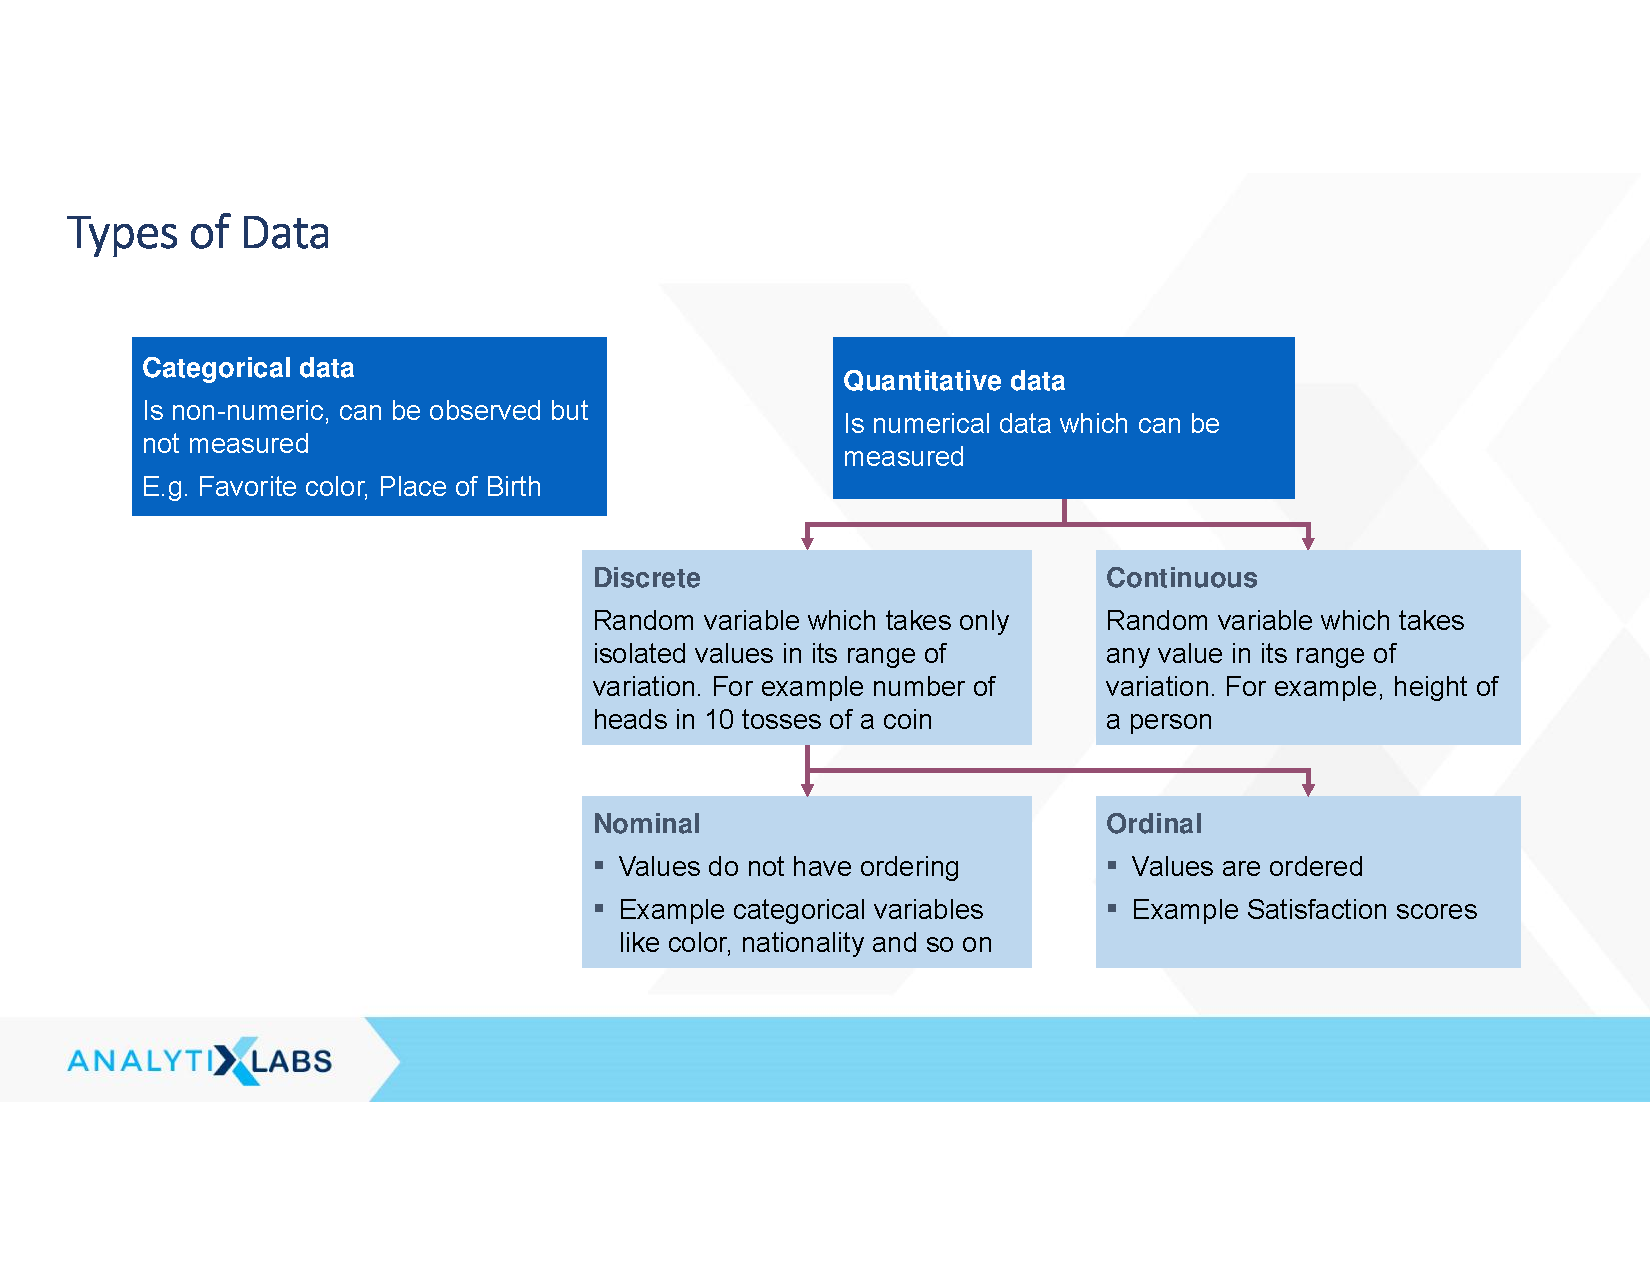 Types of Data
Categorical data
Is non-numeric, can be observed but
not measured
E.g. Favorite color, Place of Birth
Quantitative data
Is numerical data which can be
measured
Discrete
Random variable which takes only
isolated values in its range of
variation. For example number of
heads in 10 tosses of a coin
Continuous
Random variable which takes
any value in its range of
variation. For example, height of
a person
Nominal
▪ Values do not have ordering
▪ Example categorical variables
like color, nationality and so on
Ordinal
▪ Values are ordered
▪ Example Satisfaction scores
ANALYTIXLABS